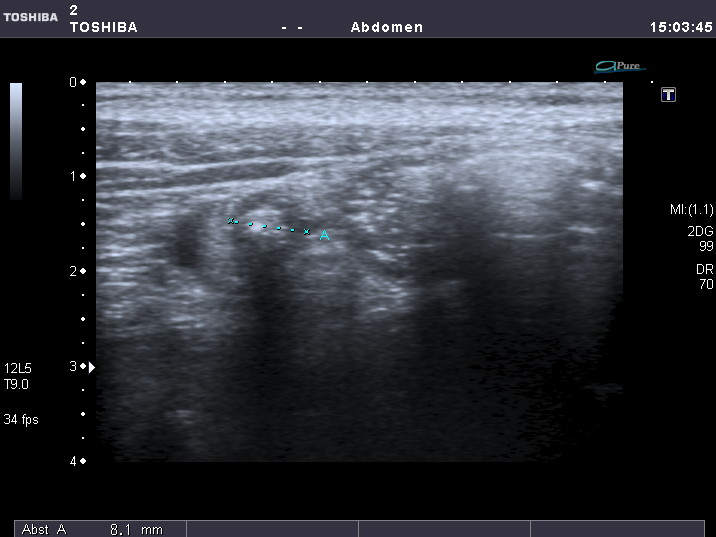 TOSHIBA
2
TOSHIBA - - Abdomen 15:03:45
aPure
T
0
1
2
3
4
A
MI:(1.1)
2DG
99
DR
70
12L5
T9.0
34 fps
Abst A 8.1 mm